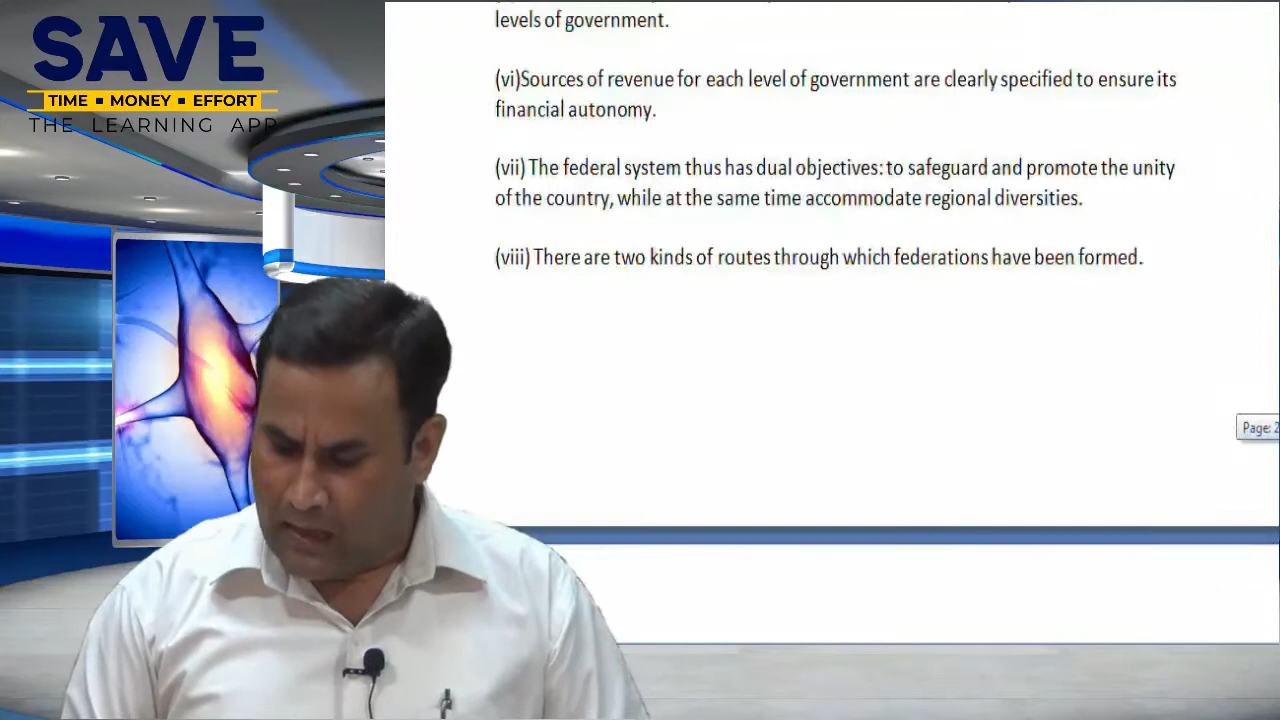 SAVE
TIME ▪ MONEY ▪ EFFORT
THE LEARNING APP
levels of government.
(vi)Sources of revenue for each level of government are clearly specified to ensure its
financial autonomy.
(vii) The federal system thus has dual objectives: to safeguard and promote the unity
of the country, while at the same time accommodate regional diversities.
(viii) There are two kinds of routes through which federations have been formed.
Page: 2